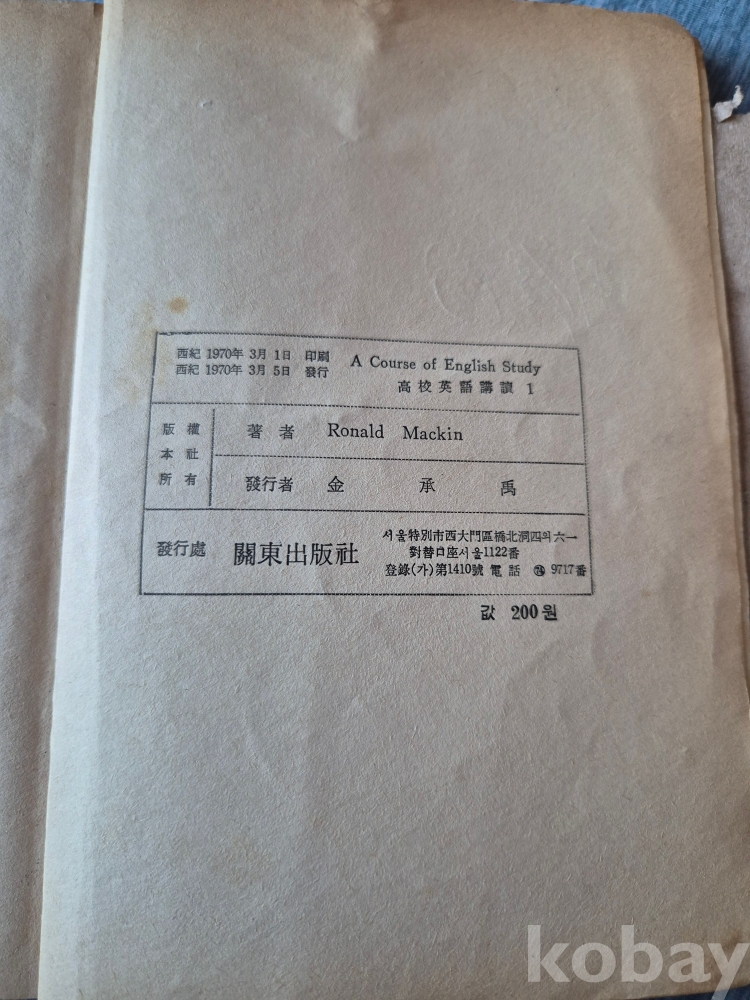 西紀 1970年 3月 1日 印刷
西紀 1970年 3月 5日 發行
A Course of English Study
高校英語講讀 1
版權
本社
所有
著者 Ronald Mackin
發行者 金承禹
發行處 關東出版社
서울特別市西大門區橋北洞四의六一
對替口座서울1122番
登錄(가)第1410號 電話 9717番
값 200원
kobay